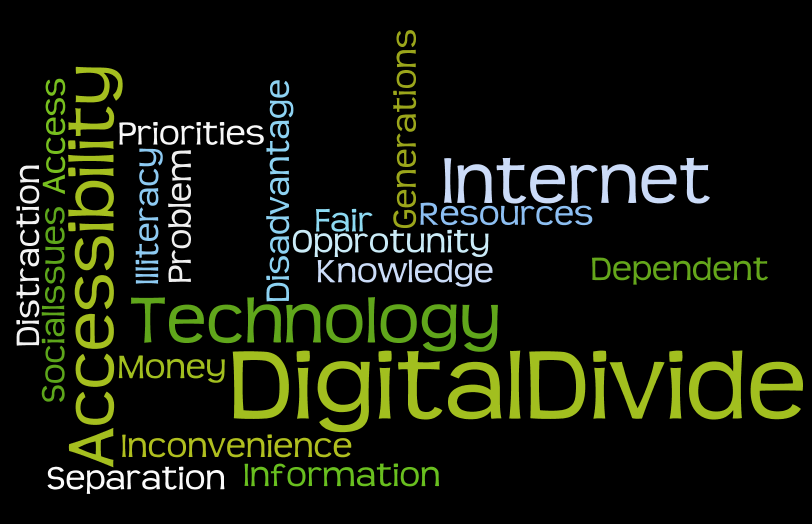 Generations
Accessibility
Access
Disadvantage
Priorities
Illiteracy
Problem
Internet
Distraction
SocialIssues
Fair
Resources
Opprotunity
Knowledge
Dependent
Technology
Money
DigitalDivide
Inconvenience
Separation
Information